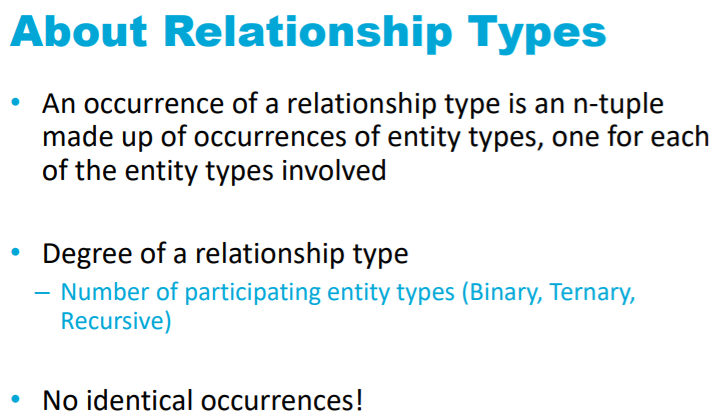 About Relationship Types
• An occurrence of a relationship type is an n-tuple
made up of occurrences of entity types, one for each
of the entity types involved
• Degree of a relationship type
– Number of participating entity types (Binary, Ternary,
Recursive)
• No identical occurrences!